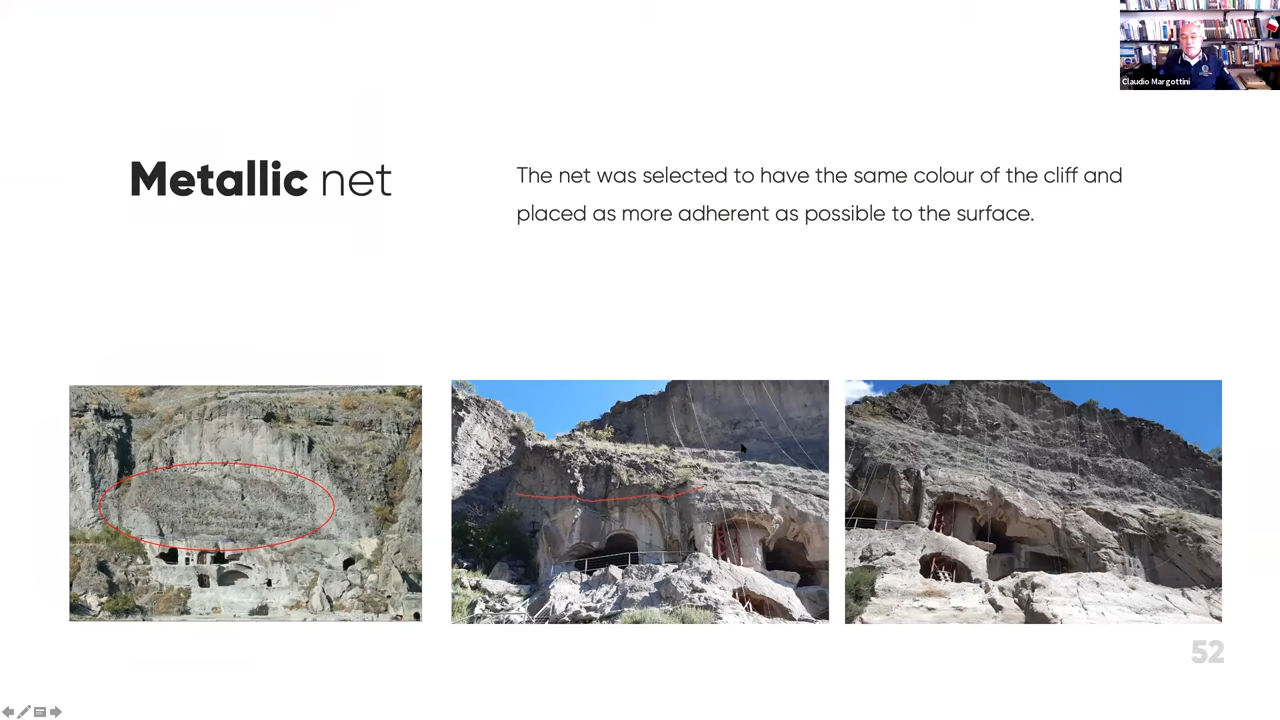 Claudio Margottini
Metallic net
The net was selected to have the same colour of the cliff and
placed as more adherent as possible to the surface.
52